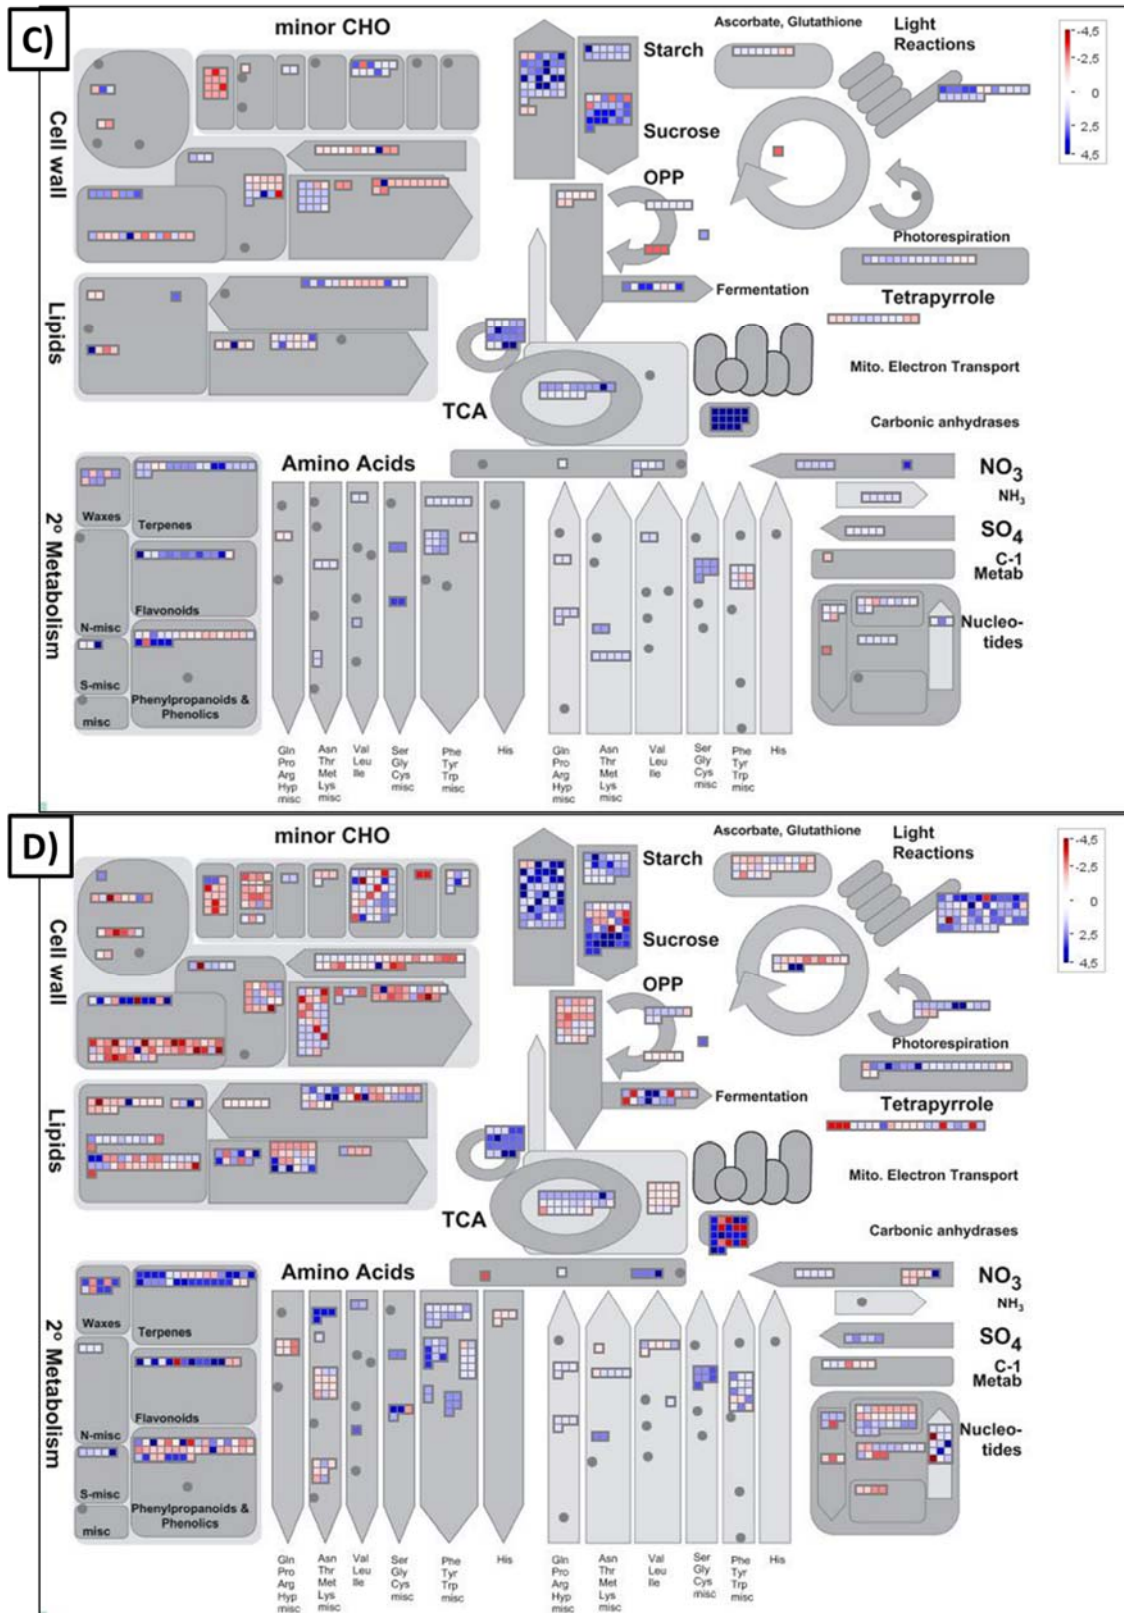 C)
minor CHO
Ascorbate, Glutathione
Light
Reactions
-4,5
-2.5
0
2.5
4,5
Starch
Sucrose
OPP
Cell wall
Photorespiration
Fermentation
Tetrapyrrole
Lipids
Mito. Electron Transport
TCA
Carbonic anhydrases
Amino Acids
NO3
NH3
SO4
C-1
Metab
Nucleo-
tides
2º Metabolism
Waxes
Terpenes
Flavonoids
N-misc
S-misc
Phenylpropanoids &
Phenolics
misc
Gln
Pro
Arg
Hyp
misc
Asn
Thr
Met
Lys
misc
Val
Leu
Ile
Ser
Gly
Cys
misc
Phe
Tyr
Trp
misc
His
Gln
Pro
Arg
Hyp
misc
Asn
Thr
Met
Lys
misc
Val
Leu
Ile
Ser
Gly
Cys
misc
Phe
Tyr
Trp
misc
His
D)
minor CHO
Ascorbate, Glutathione
Light
Reactions
-4,5
-2.5
0
2.5
4,5
Starch
Sucrose
OPP
Cell wall
Photorespiration
Fermentation
Tetrapyrrole
Lipids
Mito. Electron Transport
TCA
Carbonic anhydrases
Amino Acids
NO3
NH3
SO4
C-1
Metab
Nucleo-
tides
2º Metabolism
Waxes
Terpenes
Flavonoids
N-misc
S-misc
Phenylpropanoids &
Phenolics
misc
Gln
Pro
Arg
Hyp
misc
Asn
Thr
Met
Lys
misc
Val
Leu
Ile
Ser
Gly
Cys
misc
Phe
Tyr
Trp
misc
His
Gln
Pro
Arg
Hyp
misc
Asn
Thr
Met
Lys
misc
Val
Leu
Ile
Ser
Gly
Cys
misc
Phe
Tyr
Trp
misc
His